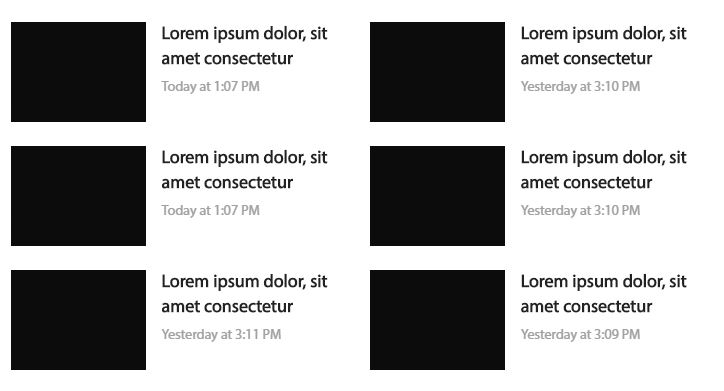 Lorem ipsum dolor, sit
amet consectetur
Today at 1:07 PM
Lorem ipsum dolor, sit
amet consectetur
Yesterday at 3:10 PM
Lorem ipsum dolor, sit
amet consectetur
Today at 1:07 PM
Lorem ipsum dolor, sit
amet consectetur
Yesterday at 3:10 PM
Lorem ipsum dolor, sit
amet consectetur
Yesterday at 3:11 PM
Lorem ipsum dolor, sit
amet consectetur
Yesterday at 3:09 PM